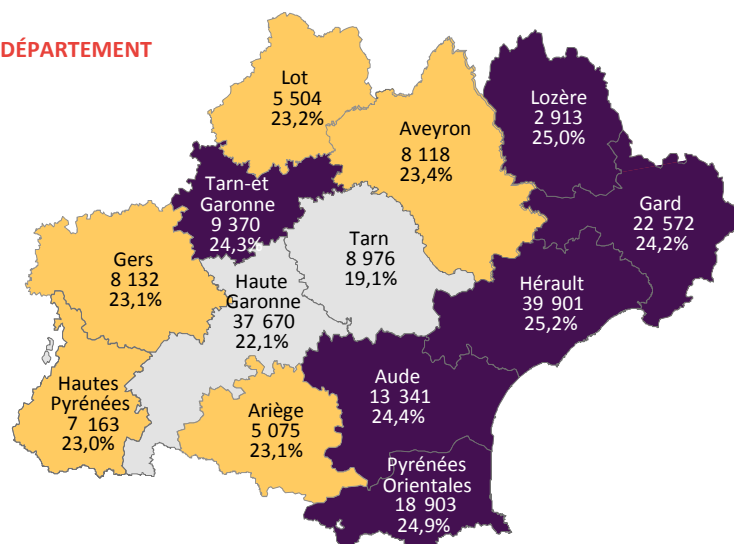 DÉPARTEMENT
Lot
5 504
23,2%
Lozère
2 913
25,0%
Aveyron
8 118
23,4%
Tarn-et
Garonne
9 370
24,3%
Gard
22 572
24,2%
Tarn
8 976
19,1%
Gers
8 132
23,1%
Haute
Garonne
37 670
22,1%
Hérault
39 901
25,2%
Hautes
Pyrénées
7 163
23,0%
Ariège
5 075
23,1%
Aude
13 341
24,4%
Pyrénées
Orientales
18 903
24,9%